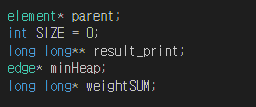 element* parent;
int SIZE = 0;
long long** result_print;
edge* minHeap;
long long* weightSUM;